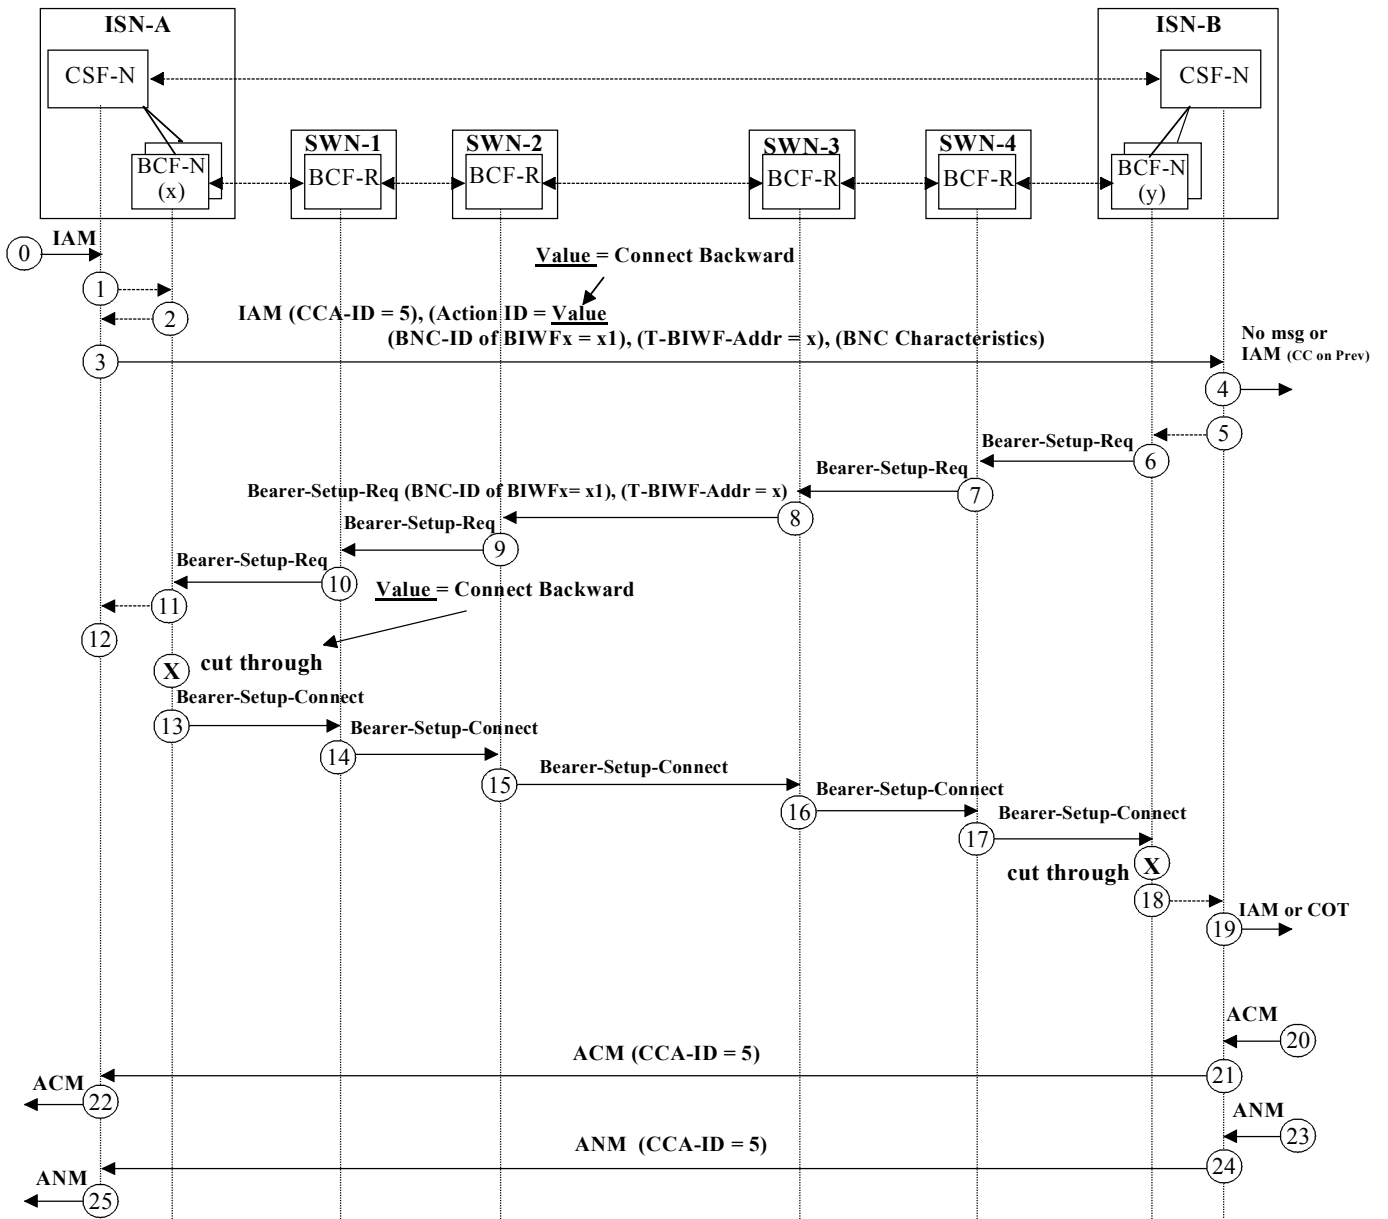 ISN-A
ISN-B
CSF-N
CSF-N
SWN-1
SWN-2
SWN-3
SWN-4
BCF-N
(x)
BCF-R
BCF-R
BCF-R
BCF-R
BCF-N
(y)
0
IAM
Value = Connect Backward
1
2
IAM (CCA-ID = 5), (Action ID = Value
(BNC-ID of BIWFx = x1), (T-BIWF-Addr = x), (BNC Characteristics)
3
No msg or
IAM (CC on Prev)
4
5
Bearer-Setup-Req
6
Bearer-Setup-Req
7
Bearer-Setup-Req (BNC-ID of BIWFx= x1), (T-BIWF-Addr = x)
8
Bearer-Setup-Req
9
Bearer-Setup-Req
10
Value = Connect Backward
11
12
X
cut through
Bearer-Setup-Connect
13
Bearer-Setup-Connect
14
Bearer-Setup-Connect
15
Bearer-Setup-Connect
16
Bearer-Setup-Connect
17
cut through
X
18
IAM or COT
19
ACM
20
ACM (CCA-ID = 5)
21
ACM
22
ANM
23
ANM (CCA-ID = 5)
24
ANM
25